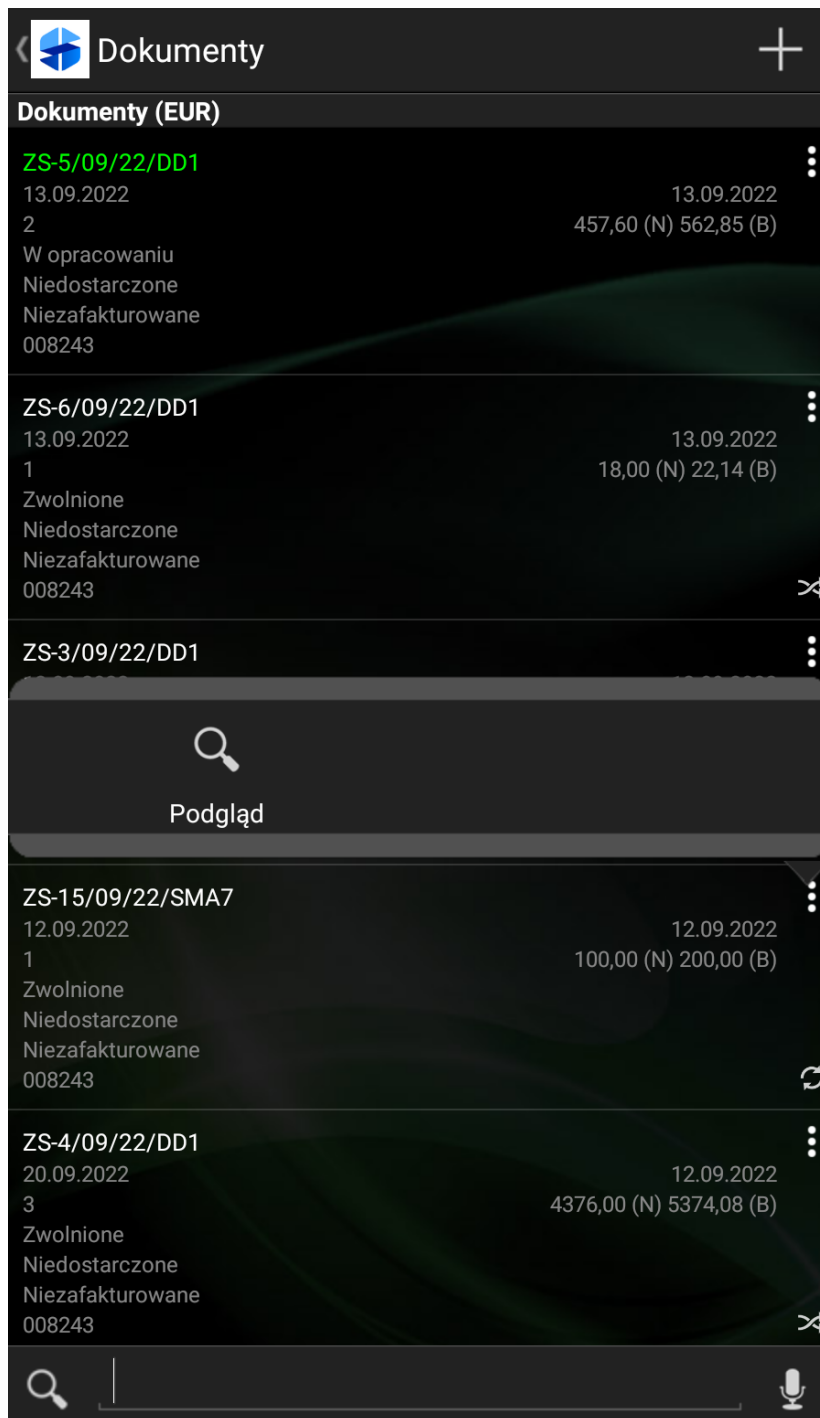 Dokumenty
Dokumenty (EUR)
ZS-5/09/22/DD1
13.09.2022 13.09.2022
2 457,60 (N) 562,85 (B)
W opracowaniu
Niedostarczone
Niezafakturowane
008243
ZS-6/09/22/DD1
13.09.2022 13.09.2022
1 18,00 (N) 22,14 (B)
Zwolnione
Niedostarczone
Niezafakturowane
008243
ZS-3/09/22/DD1
Podgląd
ZS-15/09/22/SMA7
12.09.2022 12.09.2022
1 100,00 (N) 200,00 (B)
Zwolnione
Niedostarczone
Niezafakturowane
008243
ZS-4/09/22/DD1
20.09.2022 12.09.2022
3 4376,00 (N) 5374,08 (B)
Zwolnione
Niedostarczone
Niezafakturowane
008243